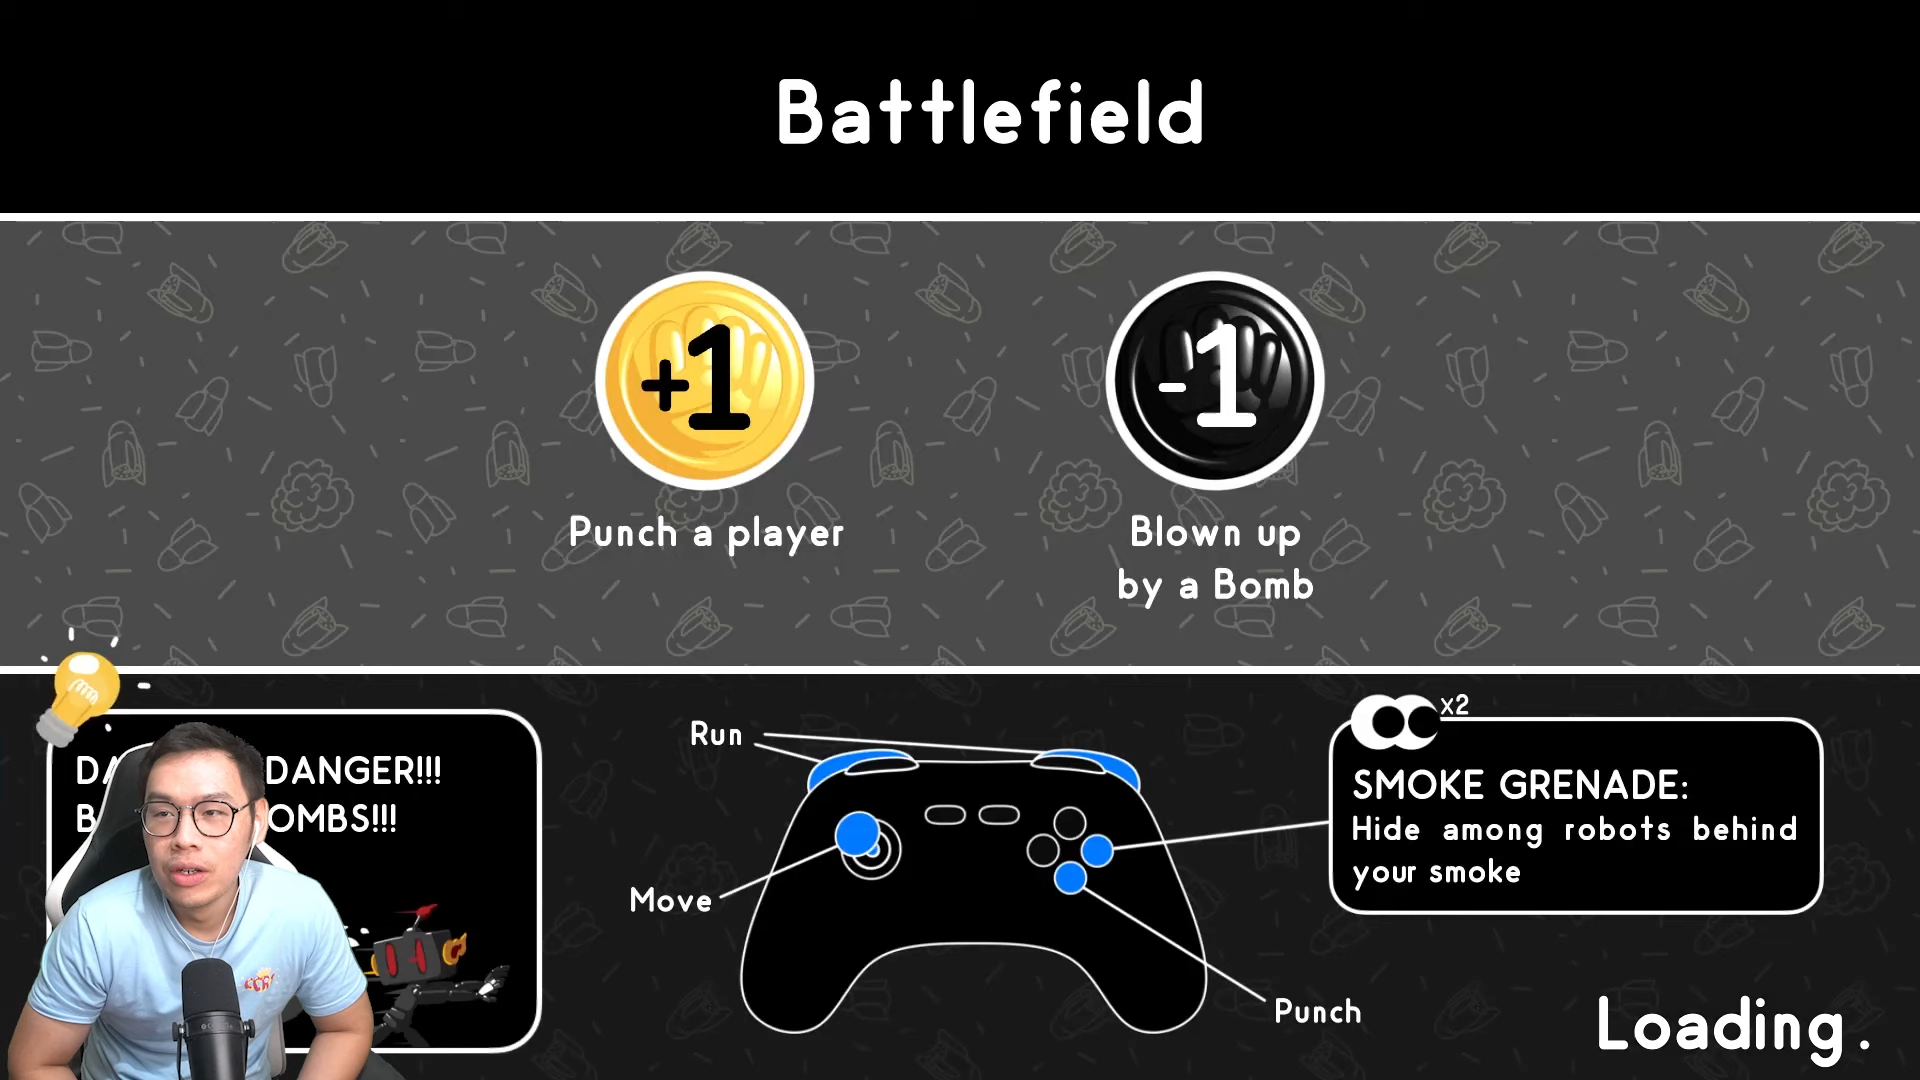 Battlefield
+1
-1
Punch a player
Blown up
by a Bomb
DANGER!!!
OMBS!!!
Run
Move
x2
SMOKE GRENADE:
Hide among robots behind
your smoke
Punch
Loading .